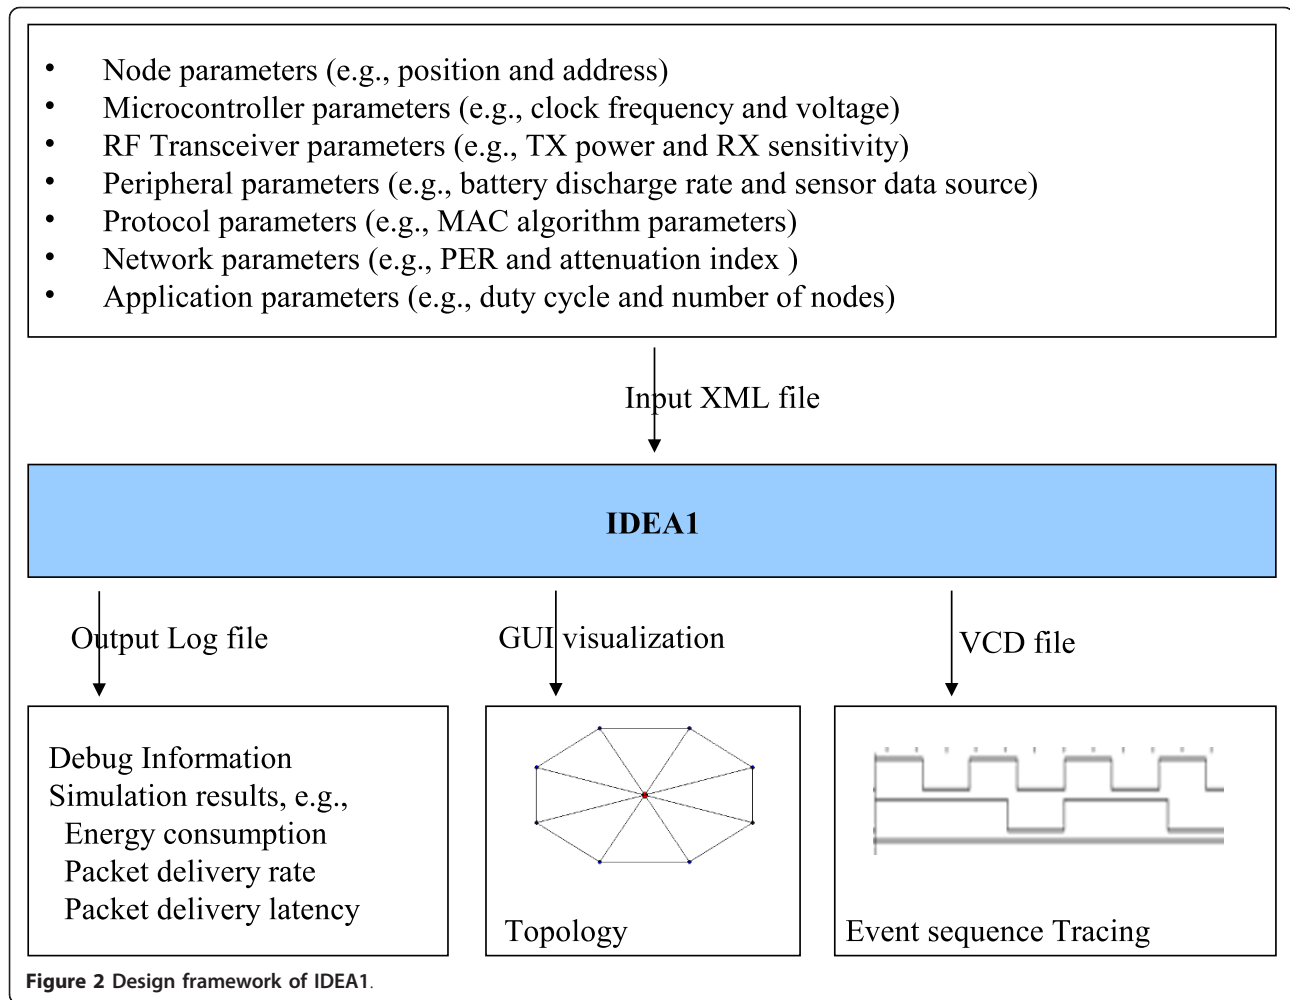 • Node parameters (e.g., position and address)
• Microcontroller parameters (e.g., clock frequency and voltage)
• RF Transceiver parameters (e.g., TX power and RX sensitivity)
• Peripheral parameters (e.g., battery discharge rate and sensor data source)
• Protocol parameters (e.g., MAC algorithm parameters)
• Network parameters (e.g., PER and attenuation index )
• Application parameters (e.g., duty cycle and number of nodes)
Input XML file
IDEA1
Output Log file
GUI visualization
VCD file
Debug Information
Simulation results, e.g.,
Energy consumption
Packet delivery rate
Packet delivery latency
Topology
Event sequence Tracing
Figure 2 Design framework of IDEA1.